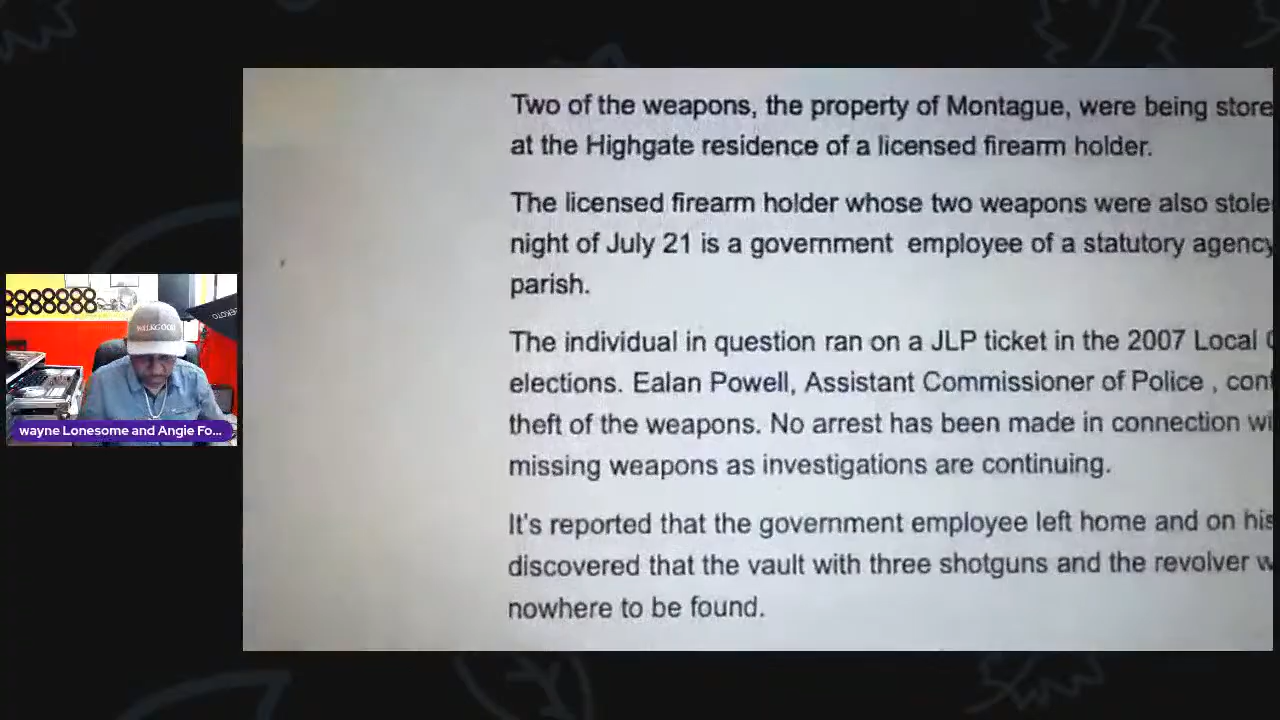 Two of the weapons, the property of Montague, were being store
at the Highgate residence of a licensed firearm holder.
The licensed firearm holder whose two weapons were also stole
night of July 21 is a government employee of a statutory agency
parish.
The individual in question ran on a JLP ticket in the 2007 Local
elections. Ealan Powell, Assistant Commissioner of Police , con
theft of the weapons. No arrest has been made in connection wi
missing weapons as investigations are continuing.
It's reported that the government employee left home and on his
discovered that the vault with three shotguns and the revolver w
nowhere to be found.
wayne Lonesome and Angie Fo...